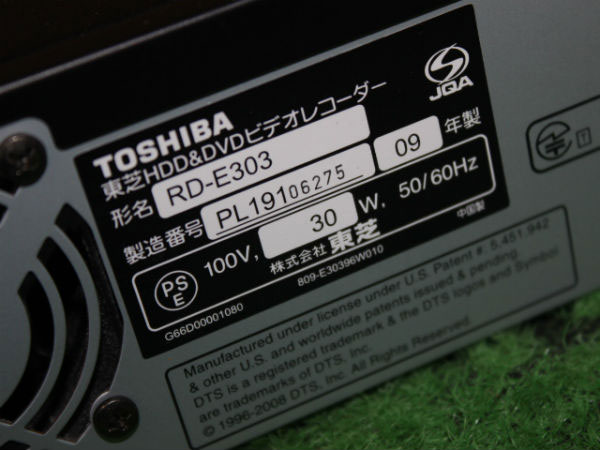 TOSHIBA
東芝HDD&DVDビデオレコーダー
JQA
形名 RD-E303
製造番号 PL19106275 09 年製
PS E 100V, 30 W, 50/60Hz
株式会社 東芝 中国製
809-E30396W010
G66D00001080
Manufactured under license under U.S. Patent #: 5,451,942
& other U.S. and worldwide patents issued & pending.
DTS is a registered trademark & the DTS logos and Symbol
are trademarks of DTS, Inc.
© 1996-2008 DTS, Inc. All Rights Reserved.
T